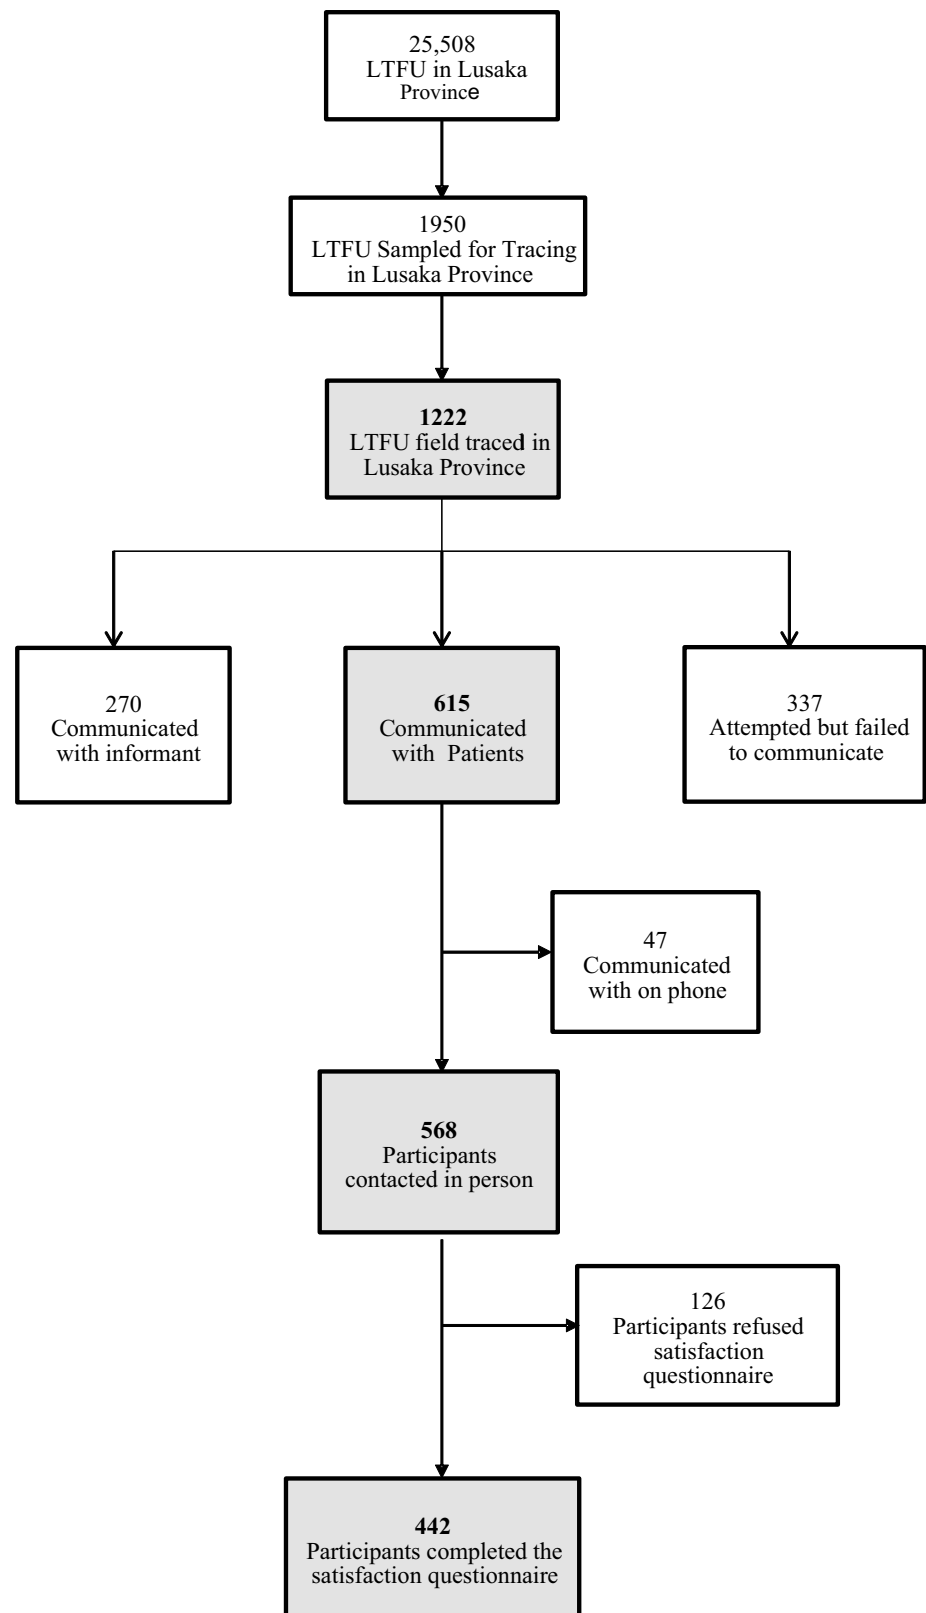 25,508
LTFU in Lusaka
Province
1950
LTFU Sampled for Tracing
in Lusaka Province
1222
LTFU field traced in
Lusaka Province
270
Communicated
with informant
615
Communicated
with Patients
337
Attempted but failed
to communicate
47
Communicated
with on phone
568
Participants
contacted in person
126
Participants refused
satisfaction
questionnaire
442
Participants completed the
satisfaction questionnaire